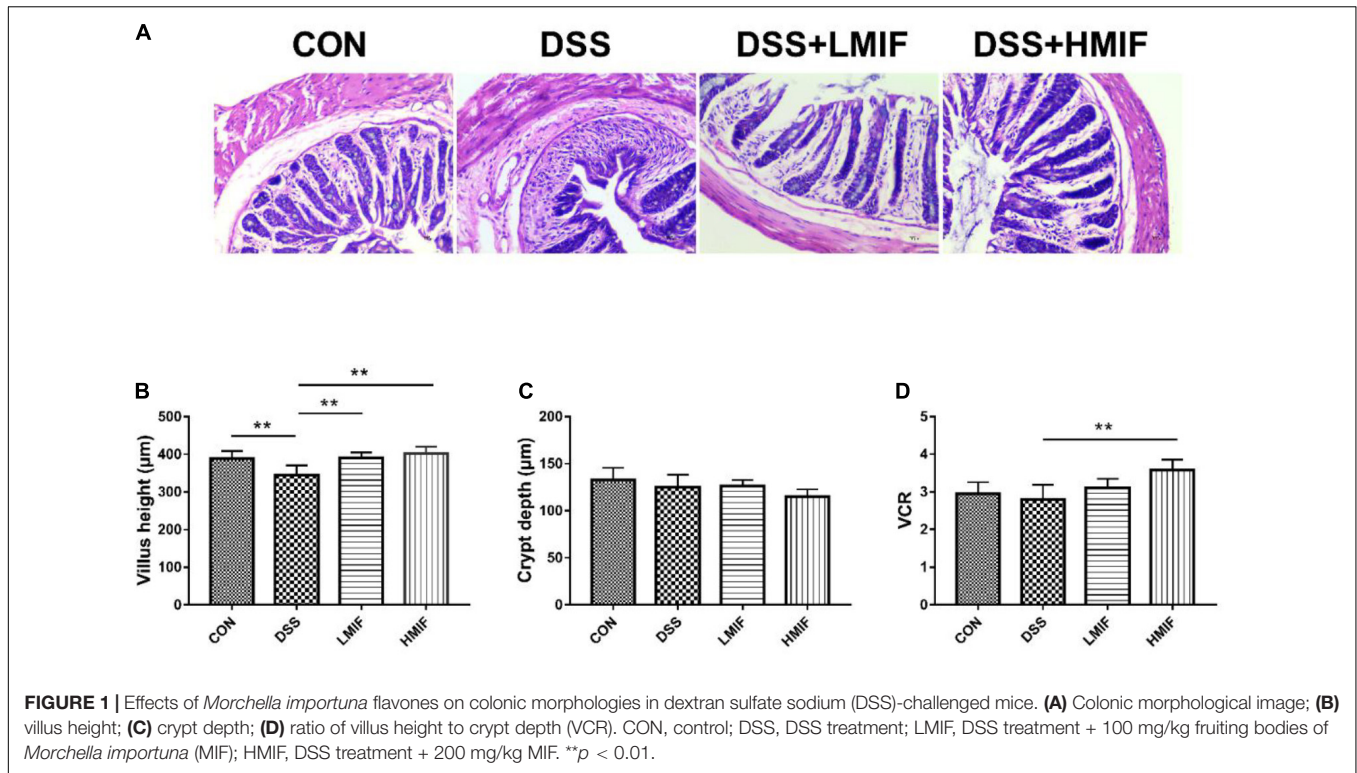 A
CON DSS DSS+LMIF DSS+HMIF
B
**
**
**
Villus height (µm)
500
400
300
200
100
0
CON DSS LMIF HMIF
C
Crypt depth (µm)
200
150
100
50
0
CON DSS LMIF HMIF
D
**
VCR
5
4
3
2
1
0
CON DSS LMIF HMIF
FIGURE 1 | Effects of Morchella importuna flavones on colonic morphologies in dextran sulfate sodium (DSS)-challenged mice. (A) Colonic morphological image; (B)
villus height; (C) crypt depth; (D) ratio of villus height to crypt depth (VCR). CON, control; DSS, DSS treatment; LMIF, DSS treatment + 100 mg/kg fruiting bodies of
Morchella importuna (MIF); HMIF, DSS treatment + 200 mg/kg MIF. **p < 0.01.